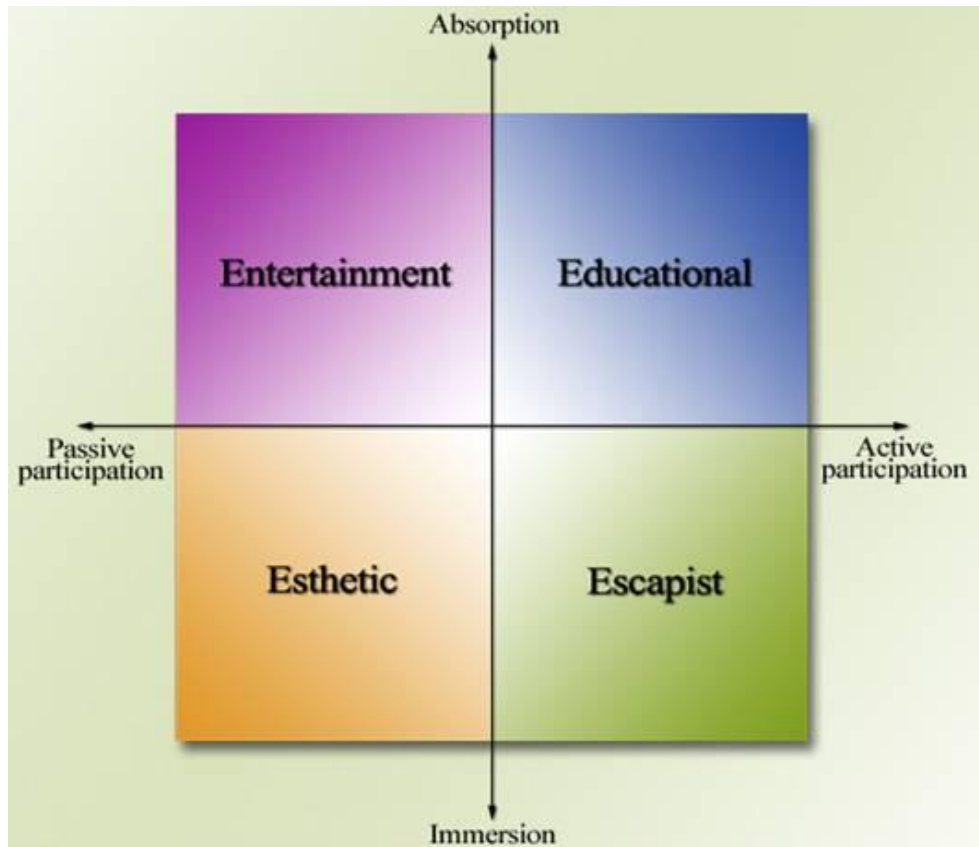 Absorption
Entertainment
Educational
Passive
participation
Active
participation
Esthetic
Escapist
Immersion